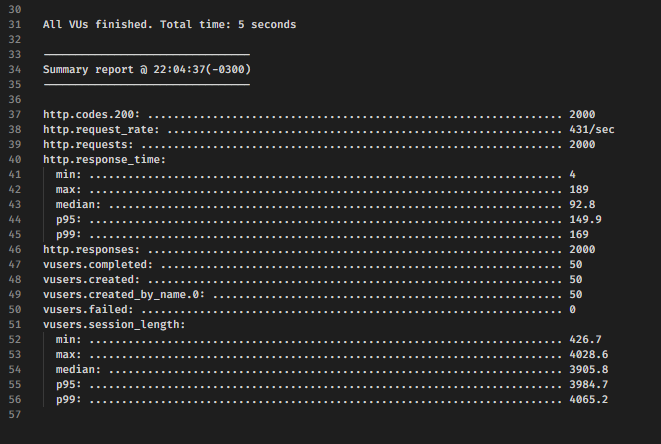 30
31 All VUs finished. Total time: 5 seconds
32
33 --------------------------------
34 Summary report @ 22:04:37(-0300)
35 --------------------------------
36
37 http.codes.200: ................................................................ 2000
38 http.request_rate: ............................................................. 431/sec
39 http.requests: ................................................................. 2000
40 http.response_time:
41   min: ......................................................................... 4
42   max: ......................................................................... 189
43   median: ...................................................................... 92.8
44   p95: ......................................................................... 149.9
45   p99: ......................................................................... 169
46 http.responses: ................................................................ 2000
47 vusers.completed: .............................................................. 50
48 vusers.created: ................................................................ 50
49 vusers.created_by_name.0: ...................................................... 50
50 vusers.failed: ................................................................. 0
51 vusers.session_length:
52   min: ......................................................................... 426.7
53   max: ......................................................................... 4028.6
54   median: ...................................................................... 3905.8
55   p95: ......................................................................... 3984.7
56   p99: ......................................................................... 4065.2
57